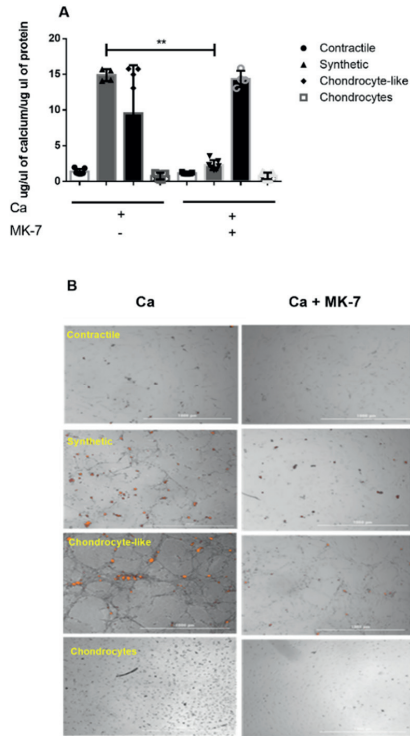 A
ug/ul of calcium/ug ul of protein
20
15
10
5
0
**
Contractile
Synthetic
Chondrocyte-like
Chondrocytes
Ca + +
MK-7 - +
B
Ca Ca + MK-7
Contractile
Synthetic
Chondrocyte-like
Chondrocytes